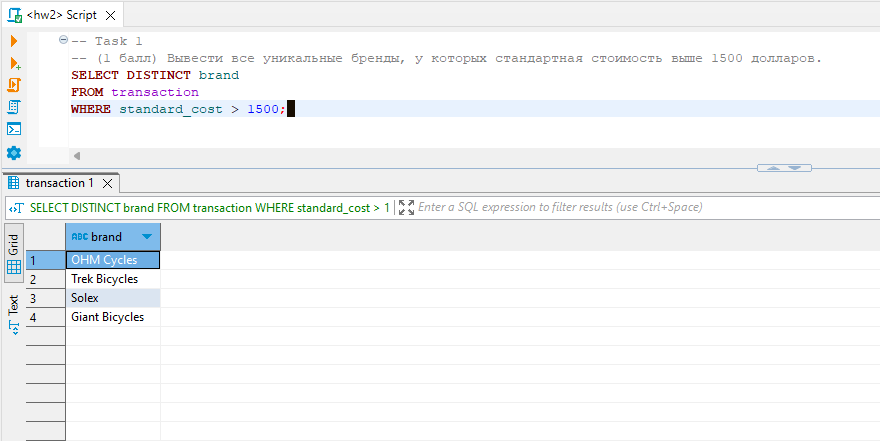 <hw2> Script
-- Task 1
-- (1 балл) Вывести все уникальные бренды, у которых стандартная стоимость выше 1500 долларов.
SELECT DISTINCT brand
FROM transaction
WHERE standard_cost > 1500;
transaction 1
SELECT DISTINCT brand FROM transaction WHERE standard_cost > 1
Enter a SQL expression to filter results (use Ctrl+Space)
Grid
Text
ABC brand
1 OHM Cycles
2 Trek Bicycles
3 Solex
4 Giant Bicycles